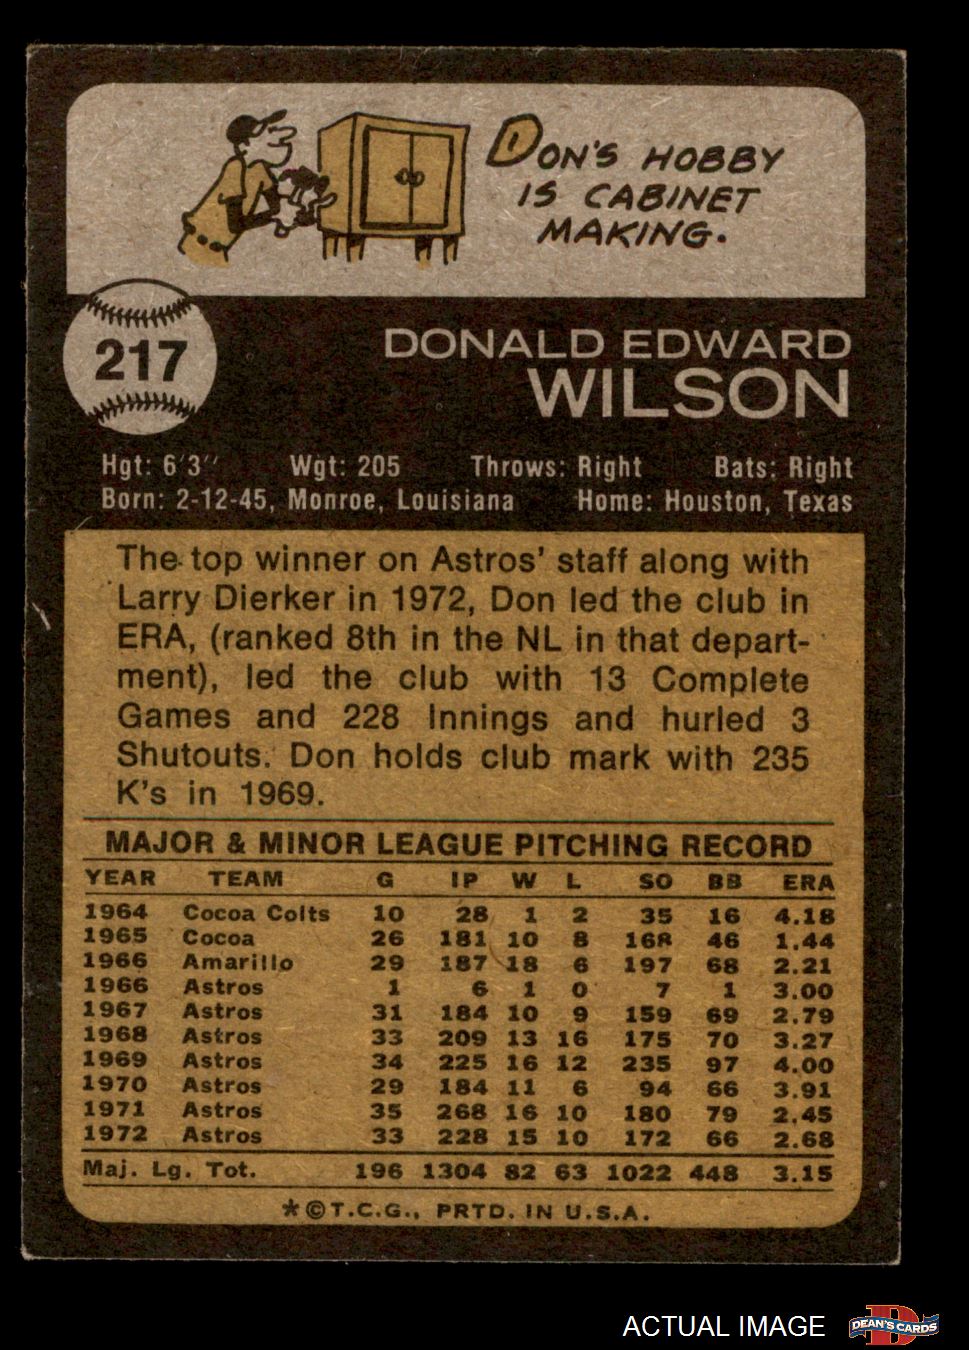 DON'S HOBBY
IS CABINET
MAKING.
217
DONALD EDWARD
WILSON
Hgt: 6'3'' Wgt: 205 Throws: Right Bats: Right
Born: 2-12-45, Monroe, Louisiana Home: Houston, Texas
The top winner on Astros' staff along with
Larry Dierker in 1972, Don led the club in
ERA, (ranked 8th in the NL in that depart-
ment), led the club with 13 Complete
Games and 228 Innings and hurled 3
Shutouts. Don holds club mark with 235
K's in 1969.
MAJOR & MINOR LEAGUE PITCHING RECORD
YEAR TEAM G IP W L SO BB ERA
1964 Cocoa Colts 10 28 1 2 35 16 4.18
1965 Cocoa 26 181 10 8 168 46 1.44
1966 Amarillo 29 187 18 6 197 68 2.21
1966 Astros 1 6 1 0 7 1 3.00
1967 Astros 31 184 10 9 159 69 2.79
1968 Astros 33 209 13 16 175 70 3.27
1969 Astros 34 225 16 12 235 97 4.00
1970 Astros 29 184 11 6 94 66 3.91
1971 Astros 35 268 16 10 180 79 2.45
1972 Astros 33 228 15 10 172 66 2.68
Maj. Lg. Tot. 196 1304 82 63 1022 448 3.15
*©T.C.G., PRTD. IN U.S.A.
ACTUAL IMAGE
D
DEAN'S CARDS